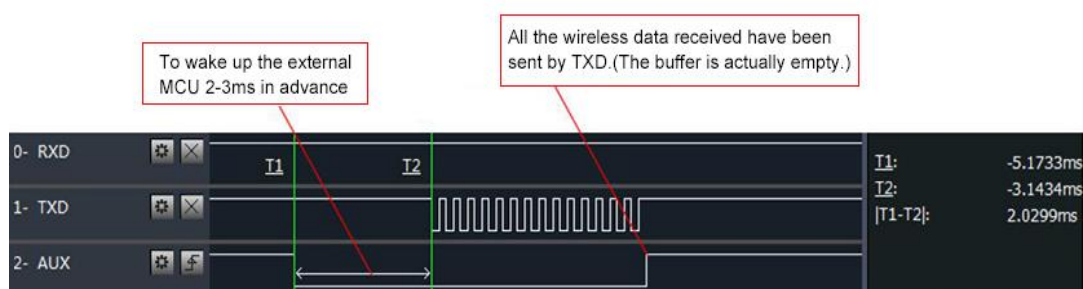 To wake up the external
MCU 2-3ms in advance
All the wireless data received have been
sent by TXD.(The buffer is actually empty.)
0- RXD
T1
T2
1- TXD
2- AUX
T1: -5.1733ms
T2: -3.1434ms
|T1-T2|: 2.0299ms